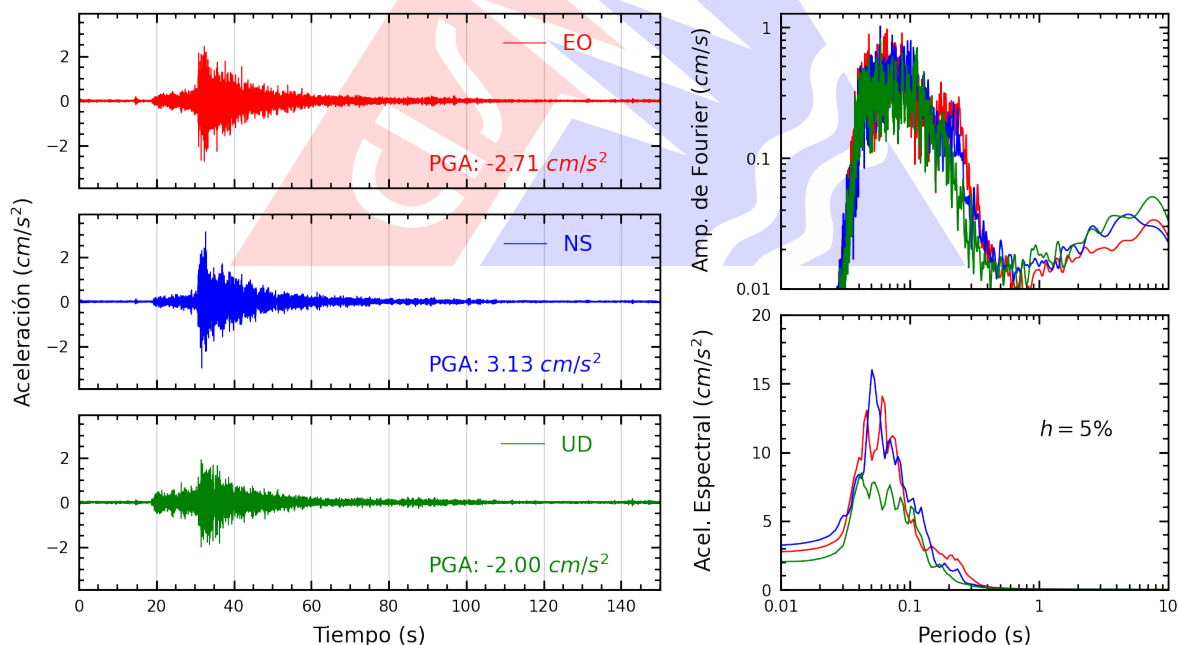 Aceleración (cm/s²)
2
0
−2
EO
PGA: -2.71 cm/s²
2
0
−2
NS
PGA: 3.13 cm/s²
2
0
−2
UD
PGA: -2.00 cm/s²
0 20 40 60 80 100 120 140
Tiempo (s)
Amp. de Fourier (cm/s)
1
0.1
0.01
Acel. Espectral (cm/s²)
20
15
10
5
0
h = 5%
0.01 0.1 1 10
Periodo (s)